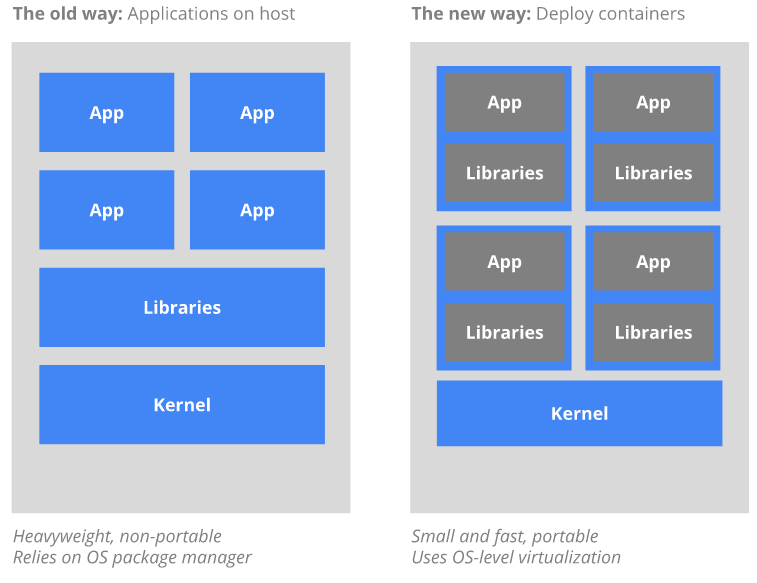 The old way: Applications on host
App
App
App
App
Libraries
Kernel
Heavyweight, non-portable
Relies on OS package manager
The new way: Deploy containers
App
App
Libraries
Libraries
App
App
Libraries
Libraries
Kernel
Small and fast, portable
Uses OS-level virtualization